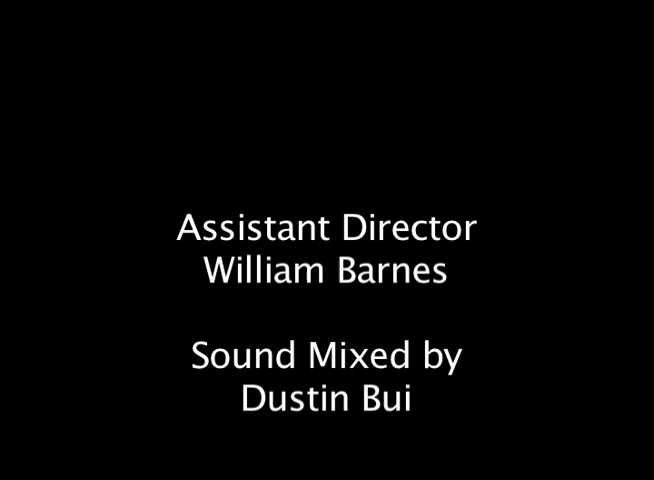 Assistant Director
William Barnes
Sound Mixed by
Dustin Bui